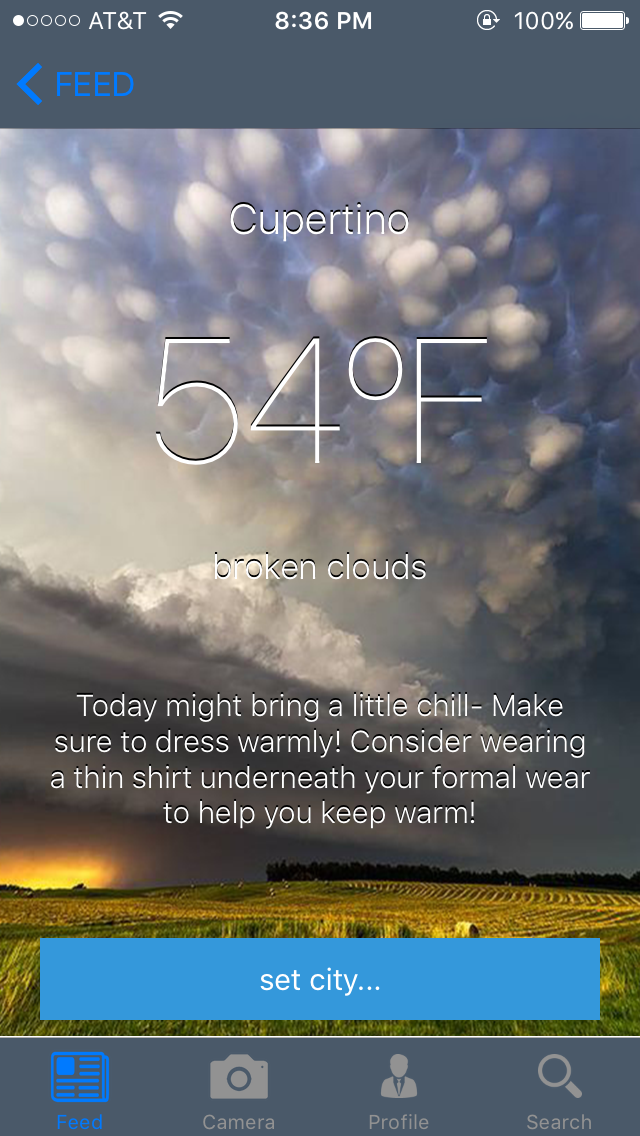 AT&T 8:36 PM 100%
FEED
Cupertino
54°F
broken clouds
Today might bring a little chill- Make
sure to dress warmly! Consider wearing
a thin shirt underneath your formal wear
to help you keep warm!
set city...
Feed Camera Profile Search